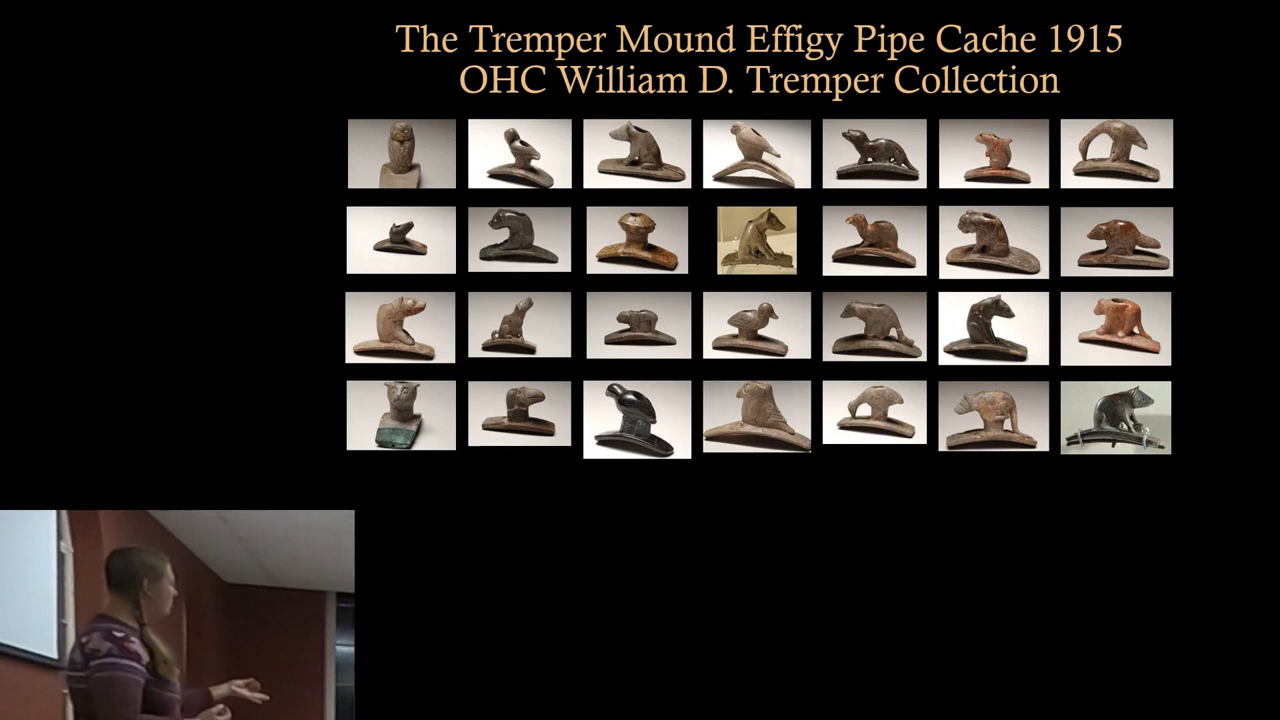 The Tremper Mound Effigy Pipe Cache 1915
OHC William D. Tremper Collection